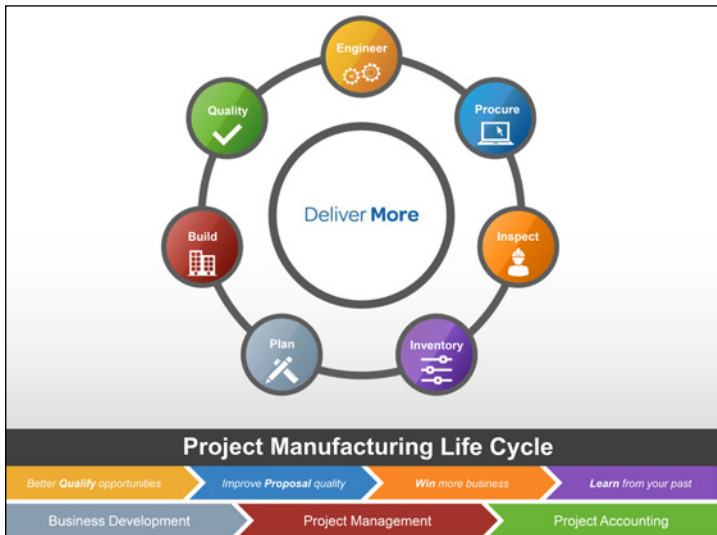 Engineer
Quality
Procure
Deliver More
Build
Inspect
Plan
Inventory
Project Manufacturing Life Cycle
Better Qualify opportunities
Improve Proposal quality
Win more business
Learn from your past
Business Development
Project Management
Project Accounting